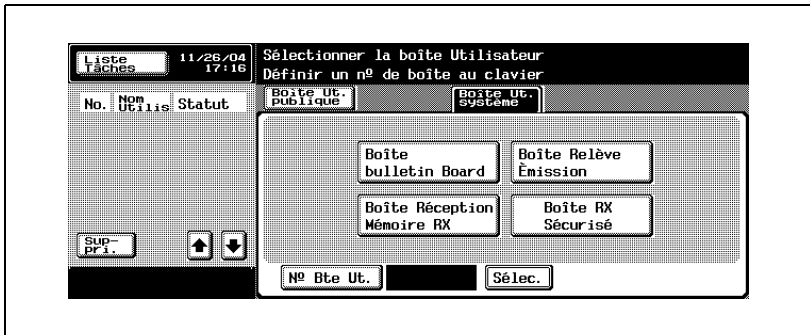 Liste
Tâches
11/26/04
17:16
Sélectionner la boîte Utilisateur
Définir un nº de boîte au clavier
No. Nom Utilis Statut
Boîte Ut.
publique
Boîte Ut.
système
Boîte
bulletin Board
Boîte Relève
Èmission
Boîte Réception
Mémoire RX
Boîte RX
Sécurisé
Sup-
pri.
Nº Bte Ut.
Sélec.